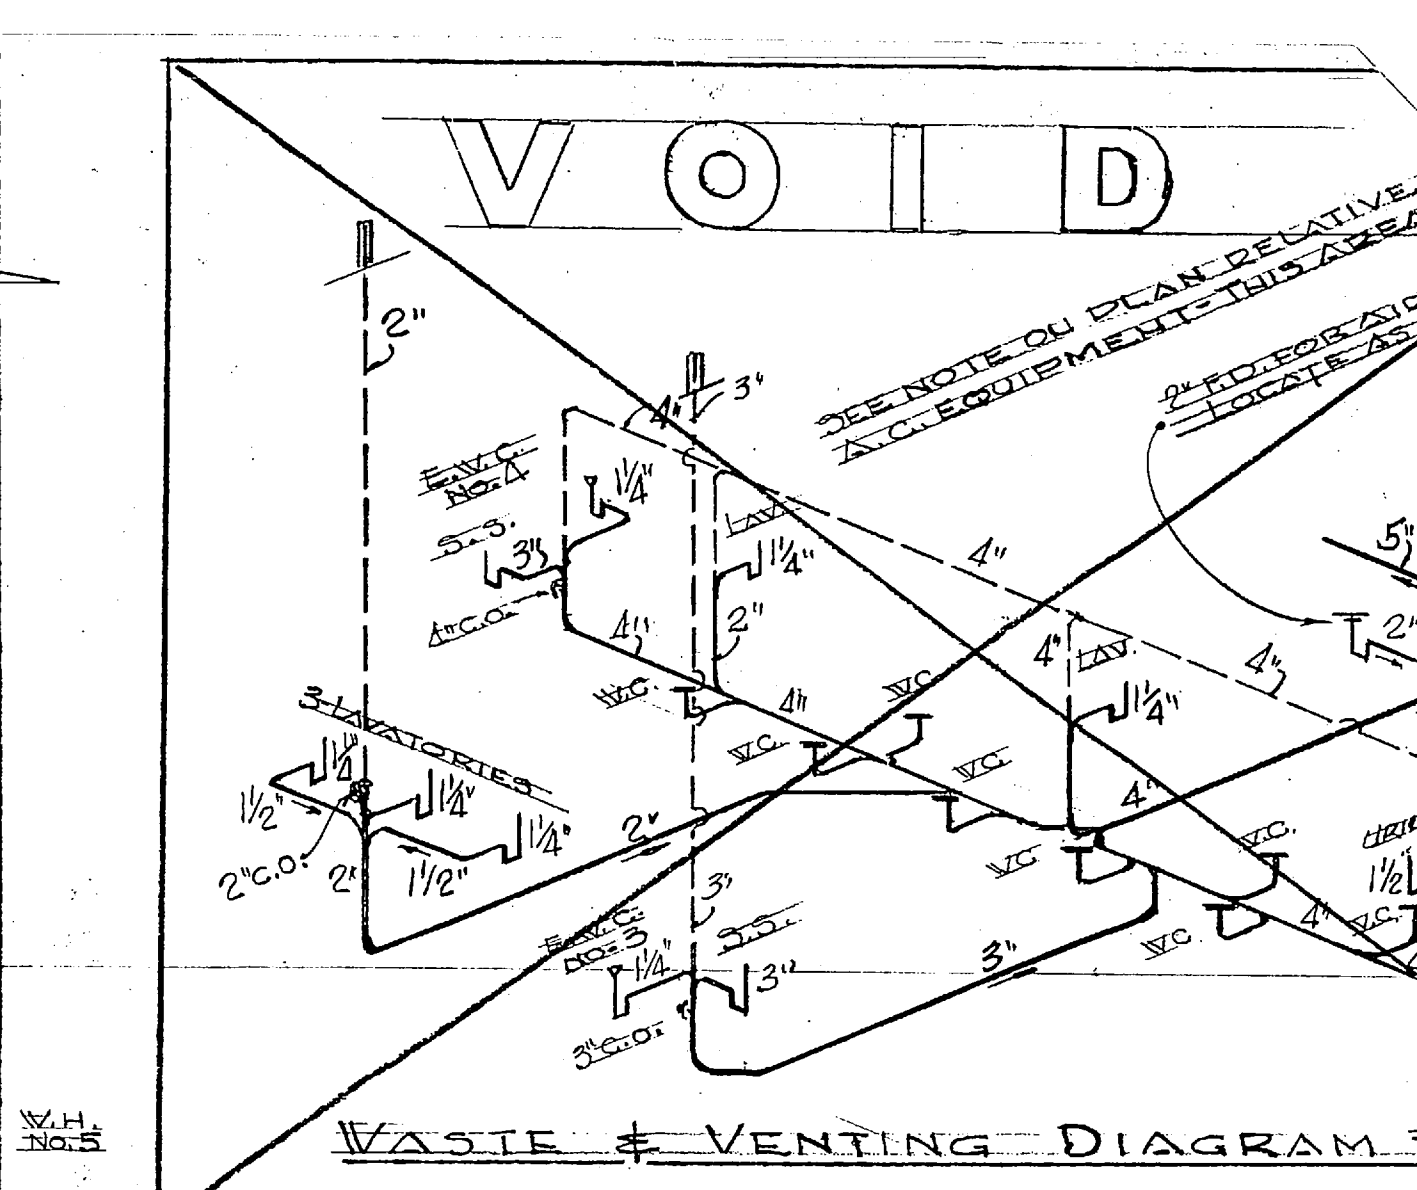 VOID
SEE NOTE ON PLAN RELATIVE
A.C. EQUIPMENT-THIS AREA
2" F.D. FOR AIR
LOCATE AS
2"
3"
4"
E.W.C.
NO. 4
1¼"
S.S.
3"
LAV.
1¼"
4"
5"
4" C.O.
4"
2"
4"
LAV.
4"
2"
W.C.
4"
W.C.
1¼"
3 LAVATORIES
W.C.
W.C.
1¼"
1½"
1¼"
1¼"
2"
4"
W.C.
W.C.
2" C.O.
2"
1½"
1½"
3"
S.S.
E.W.C.
NO. 3
4"
W.C.
W.C.
1¼"
3"
3"
3" C.O.
W.H.
NO. 5
WASTE & VENTING DIAGRAM